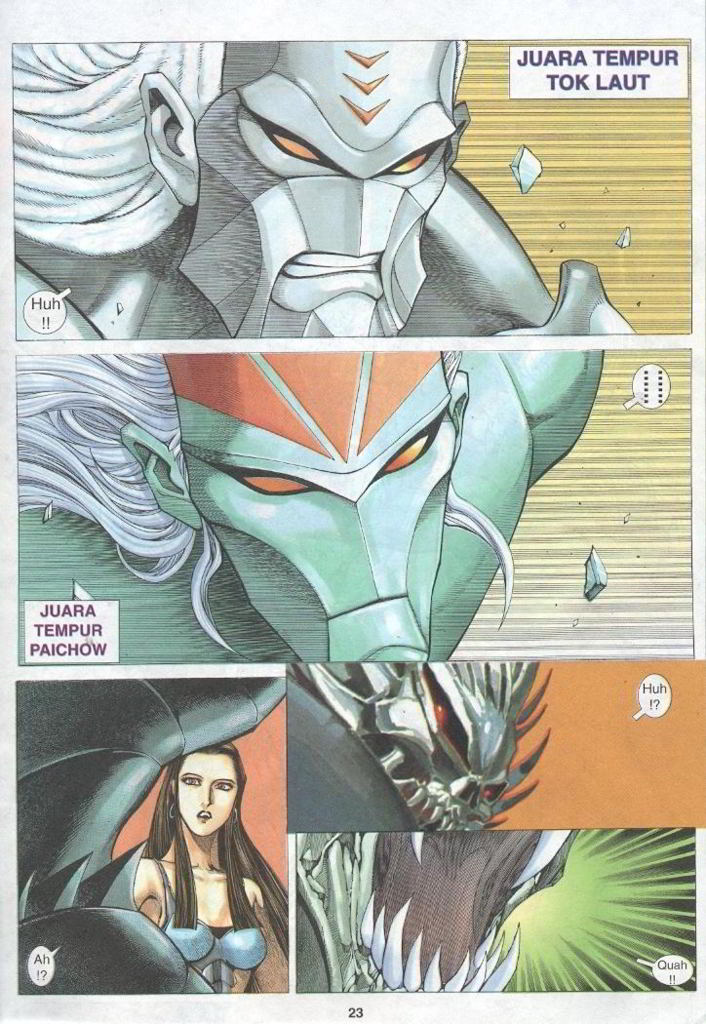 JUARA TEMPUR
TOK LAUT
Huh
!!
JUARA
TEMPUR
PAICHOW
Huh
!?
Ah
!?
Quah
!!
23